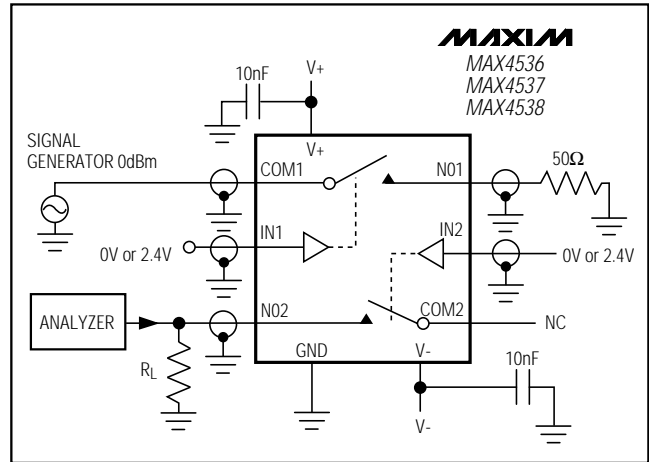 MAXIM
MAX4536
MAX4537
MAX4538
10nF
V+
SIGNAL
GENERATOR 0dBm
V+
COM1
N01
50Ω
IN1
IN2
0V or 2.4V
0V or 2.4V
ANALYZER
N02
COM2
NC
RL
GND
V-
10nF
V-